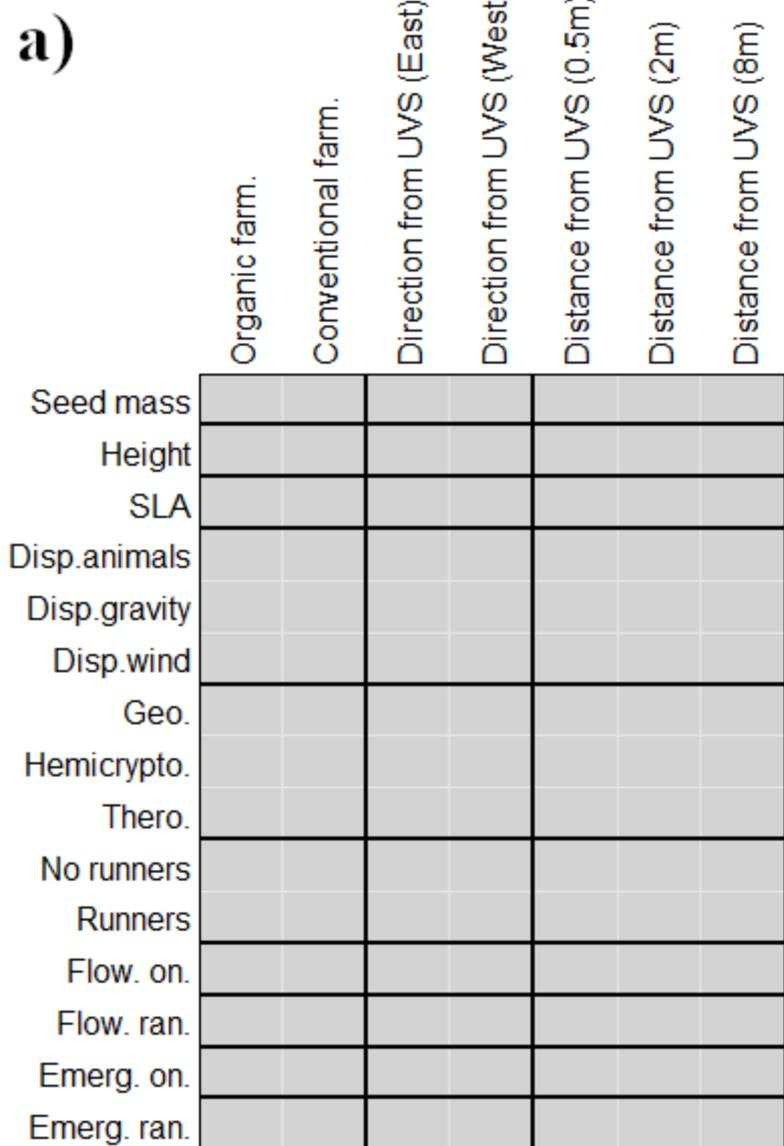 a)
Organic farm.
Conventional farm.
Direction from UVS (East)
Direction from UVS (West
Distance from UVS (0.5m)
Distance from UVS (2m)
Distance from UVS (8m)
Seed mass
Height
SLA
Disp.animals
Disp.gravity
Disp.wind
Geo.
Hemicrypto.
Thero.
No runners
Runners
Flow. on.
Flow. ran.
Emerg. on.
Emerg. ran.